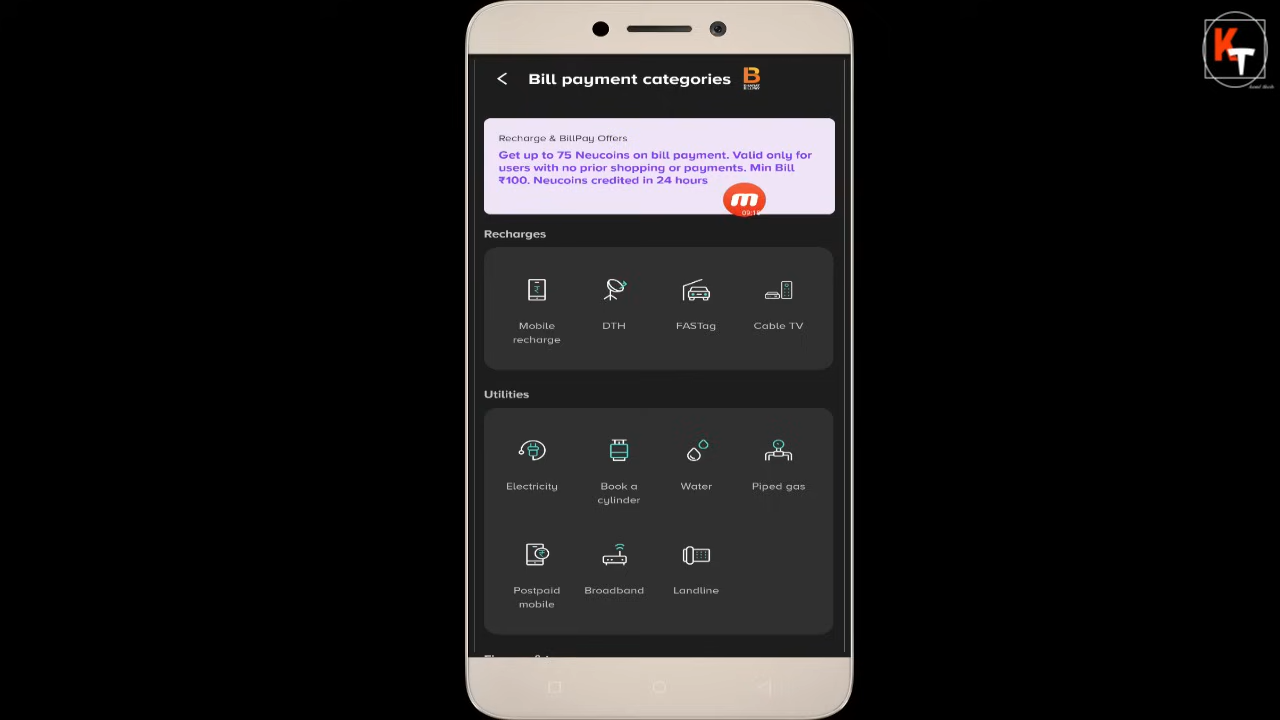 KT
Bill payment categories
B
Recharge & BillPay Offers
Get up to 75 Neucoins on bill payment. Valid only for
users with no prior shopping or payments. Min Bill
₹100. Neucoins credited in 24 hours
m
Recharges
Mobile
recharge
DTH
FASTag
Cable TV
Utilities
Electricity
Book a
cylinder
Water
Piped gas
Postpaid
mobile
Broadband
Landline